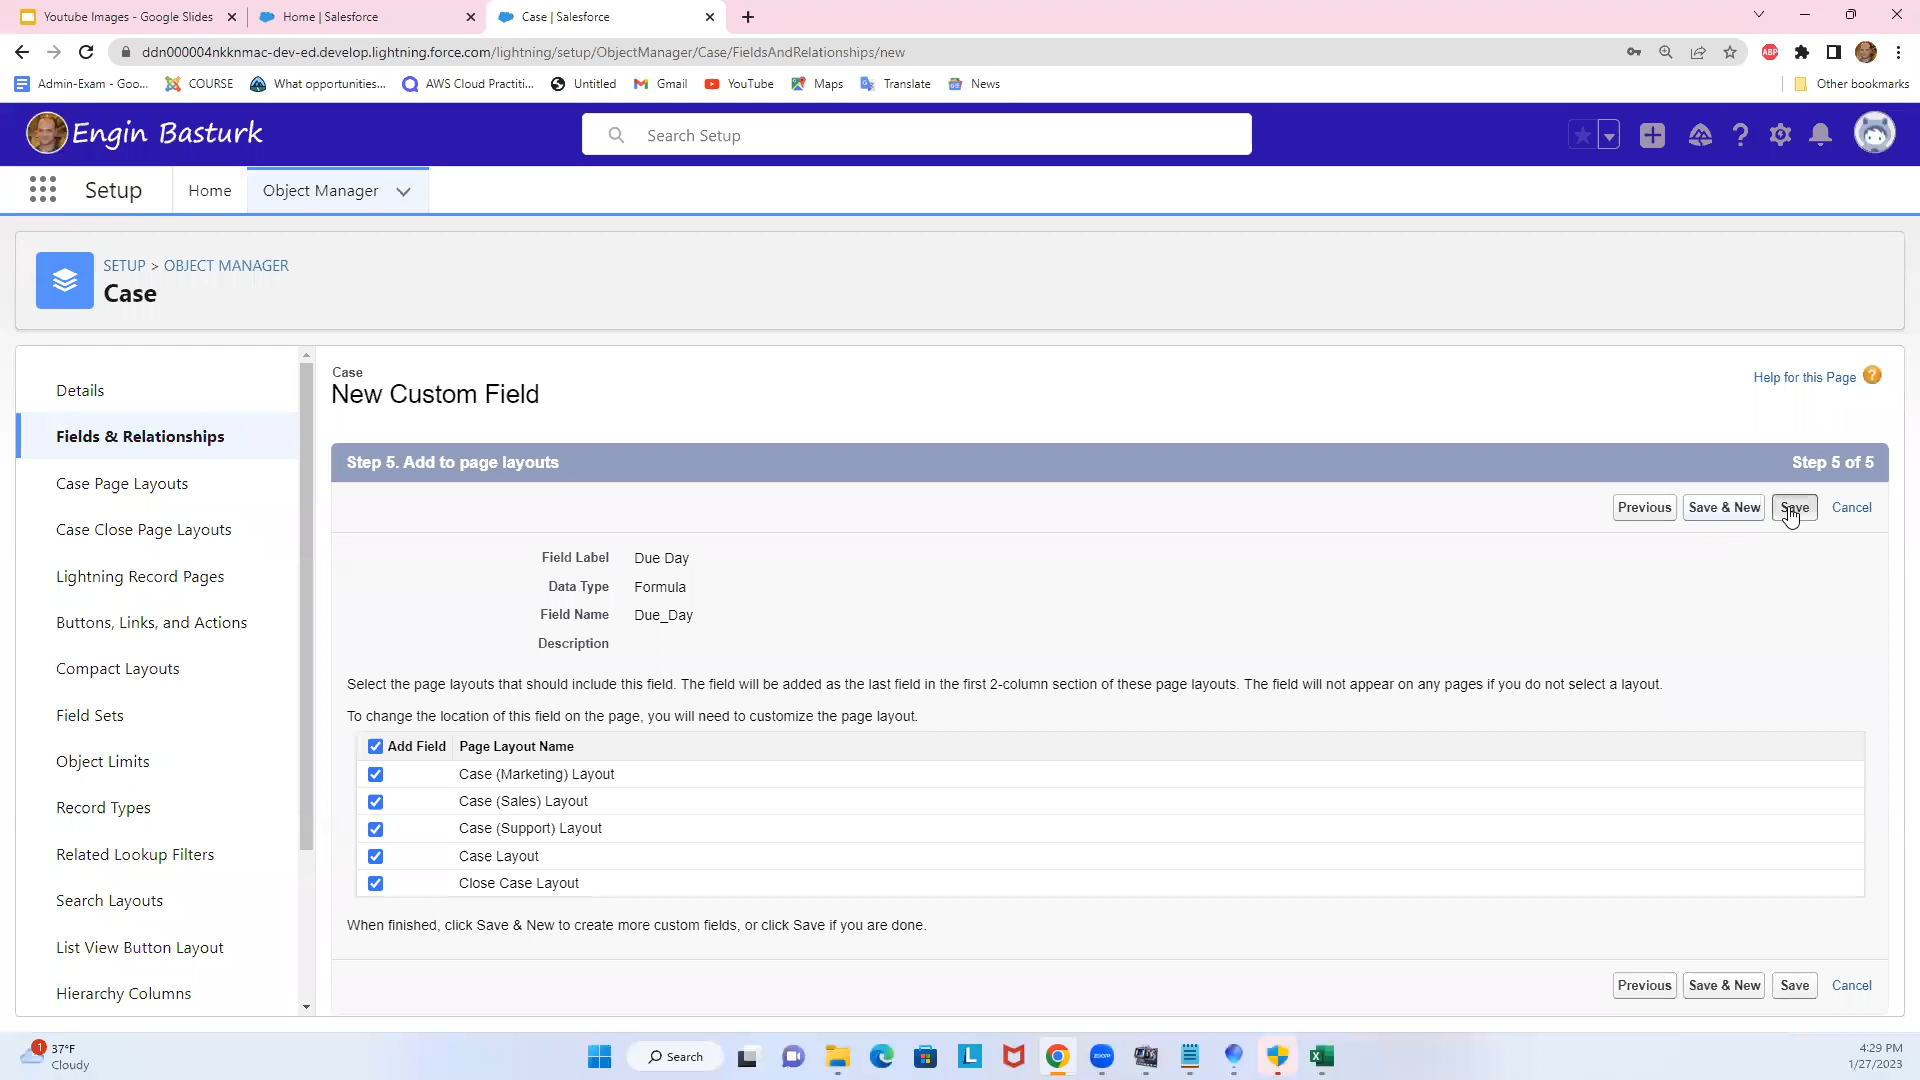 Youtube Images - Google Slides
Home | Salesforce
Case | Salesforce
ddn000004nkknmac-dev-ed.develop.lightning.force.com/lightning/setup/ObjectManager/Case/FieldsAndRelationships/new
ABP
Admin-Exam - Goo...
COURSE
What opportunities...
AWS Cloud Practiti...
Untitled
Gmail
YouTube
Maps
Translate
News
Other bookmarks
Engin Basturk
Search Setup
Setup
Home
Object Manager
SETUP > OBJECT MANAGER
Case
Details
Fields & Relationships
Case Page Layouts
Case Close Page Layouts
Lightning Record Pages
Buttons, Links, and Actions
Compact Layouts
Field Sets
Object Limits
Record Types
Related Lookup Filters
Search Layouts
List View Button Layout
Hierarchy Columns
Case
New Custom Field
Help for this Page
Step 5. Add to page layouts
Step 5 of 5
Previous
Save & New
Save
Cancel
Field Label Due Day
Data Type Formula
Field Name Due_Day
Description
Select the page layouts that should include this field. The field will be added as the last field in the first 2-column section of these page layouts. The field will not appear on any pages if you do not select a layout.
To change the location of this field on the page, you will need to customize the page layout.
Add Field Page Layout Name
Case (Marketing) Layout
Case (Sales) Layout
Case (Support) Layout
Case Layout
Close Case Layout
When finished, click Save & New to create more custom fields, or click Save if you are done.
Previous
Save & New
Save
Cancel
1
37°F
Cloudy
Search
L
zoom
X
4:29 PM
1/27/2023